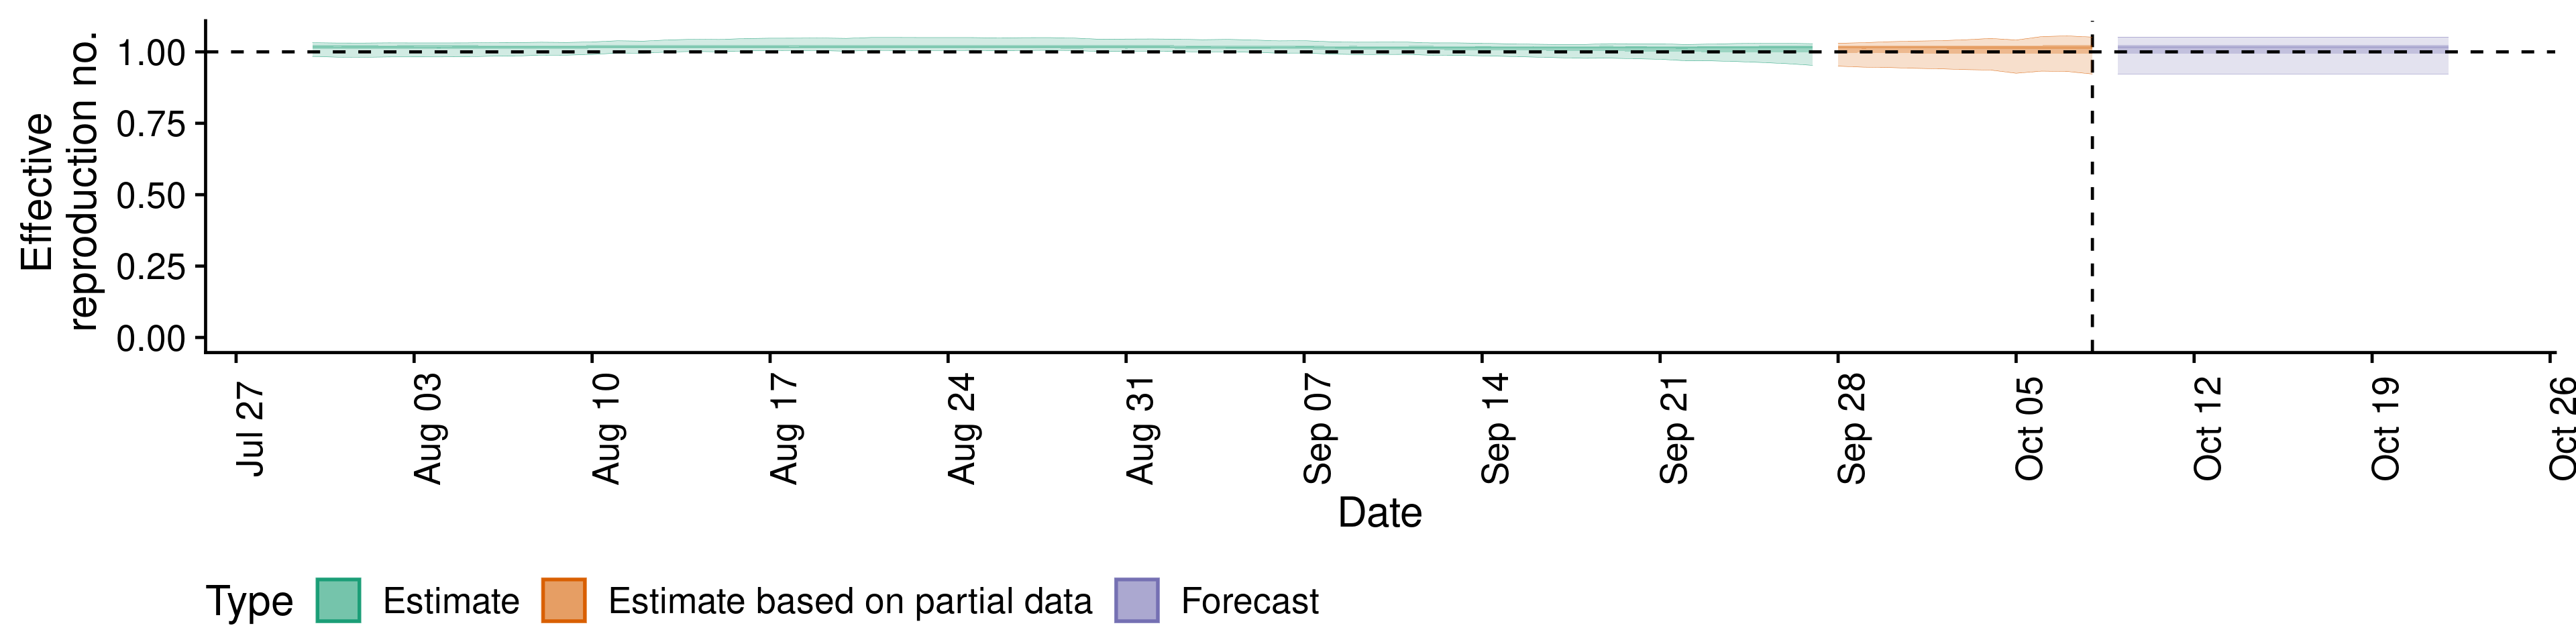 Effective
reproduction no.
1.00
0.75
0.50
0.25
0.00
Jul 27
Aug 03
Aug 10
Aug 17
Aug 24
Aug 31
Sep 07
Sep 14
Sep 21
Sep 28
Oct 05
Oct 12
Oct 19
Oct 26
Date
Type Estimate Estimate based on partial data Forecast